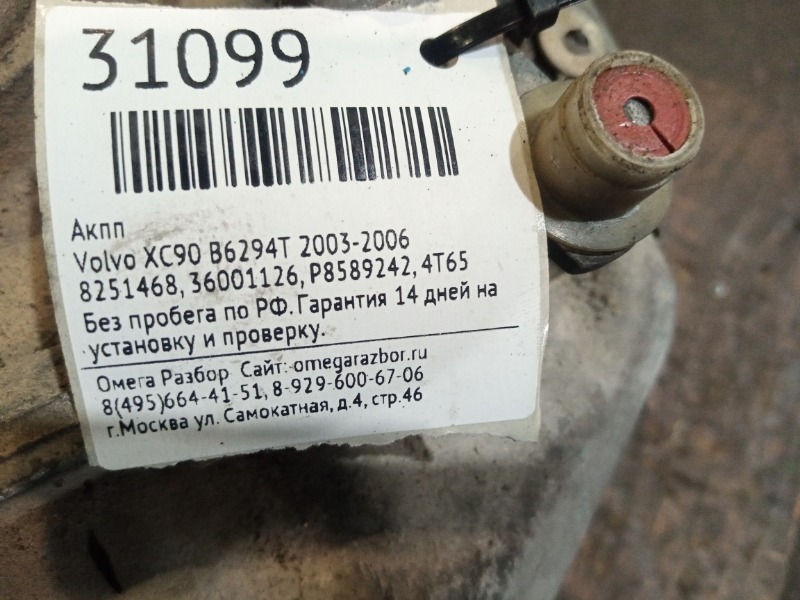 31099
Акпп
Volvo XC90 B6294T 2003-2006
8251468, 36001126, P8589242, 4T65
Без пробега по РФ. Гарантия 14 дней на
установку и проверку.
Омега Разбор Сайт: omegarazbor.ru
8(495)664-41-51, 8-929-600-67-06
г.Москва ул. Самокатная, д.4, стр.46